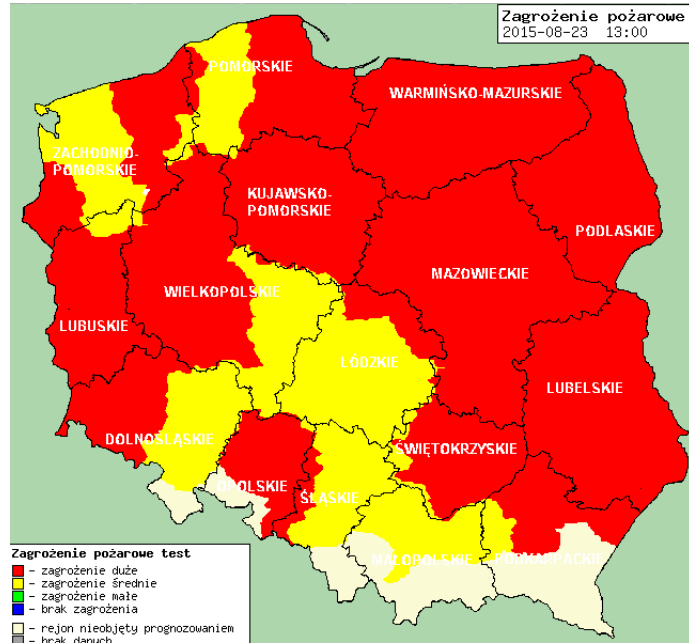 Zagrożenie pożarowe
2015-08-23 13:00
POMORSKIE
WARMIŃSKO-MAZURSKIE
ZACHODNIO-
POMORSKIE
KUJAWSKO-
POMORSKIE
PODLASKIE
MAZOWIECKIE
WIELKOPOLSKIE
LUBUSKIE
ŁÓDZKIE
LUBELSKIE
DOLNOŚLĄSKIE
ŚWIĘTOKRZYSKIE
OPOLSKIE
ŚLĄSKIE
MAŁOPOLSKIE
PODKARPACKIE
Zagrożenie pożarowe test
- zagrożenie duże
- zagrożenie średnie
- zagrożenie małe
- brak zagrożenia
- rejon nieobjęty prognozowaniem
- brak danych